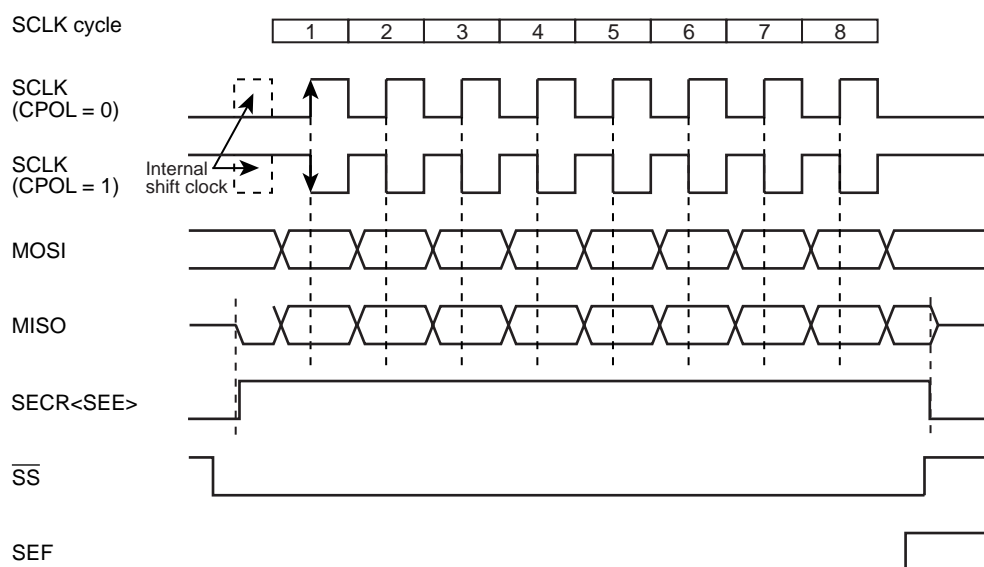 SCLK cycle 1 2 3 4 5 6 7 8
SCLK
(CPOL = 0)
SCLK
(CPOL = 1)
Internal
shift clock
MOSI
MISO
SECR<SEE>
SS
SEF